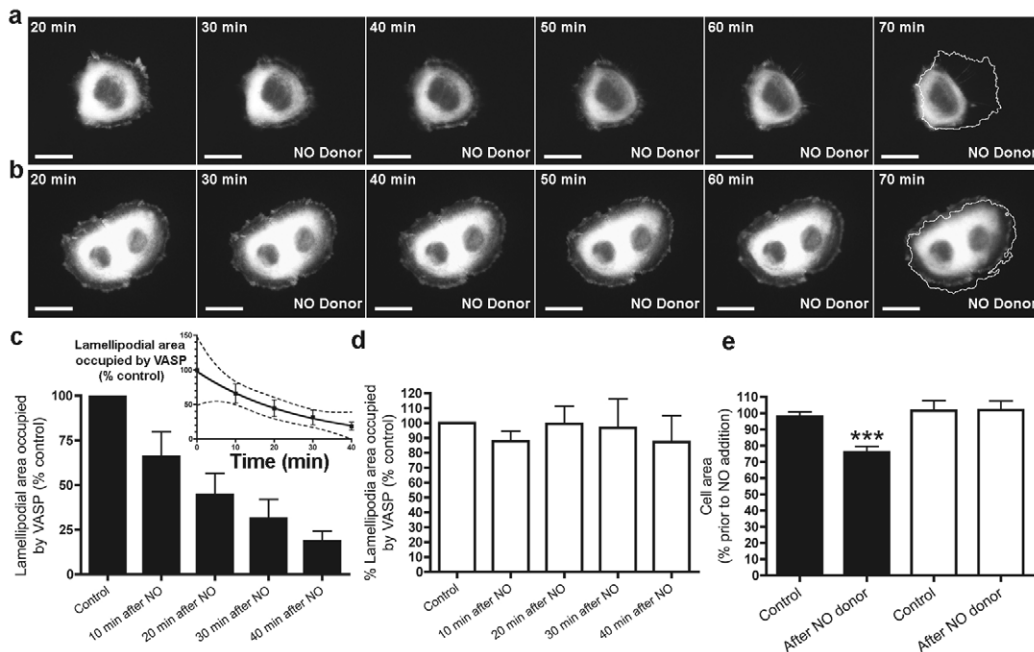 a
20 min
30 min
40 min
50 min
60 min
70 min
NO Donor
NO Donor
NO Donor
NO Donor
NO Donor
b
20 min
30 min
40 min
50 min
60 min
70 min
NO Donor
NO Donor
NO Donor
NO Donor
NO Donor
c
Lamellipodial area
occupied by VASP
(% control)
150
100
50
0
0
10
20
30
40
Time (min)
Lamellipodial area occupied
by VASP (% control)
100
75
50
25
0
Control
10 min after NO
20 min after NO
30 min after NO
40 min after NO
d
% Lamellipodia area occupied
by VASP (% control)
120
110
100
90
80
70
60
50
40
30
20
10
0
Control
10 min after NO
20 min after NO
30 min after NO
40 min after NO
e
Cell area
(% prior to NO addition)
110
100
90
80
70
60
50
40
30
20
10
0
***
Control
After NO donor
Control
After NO donor